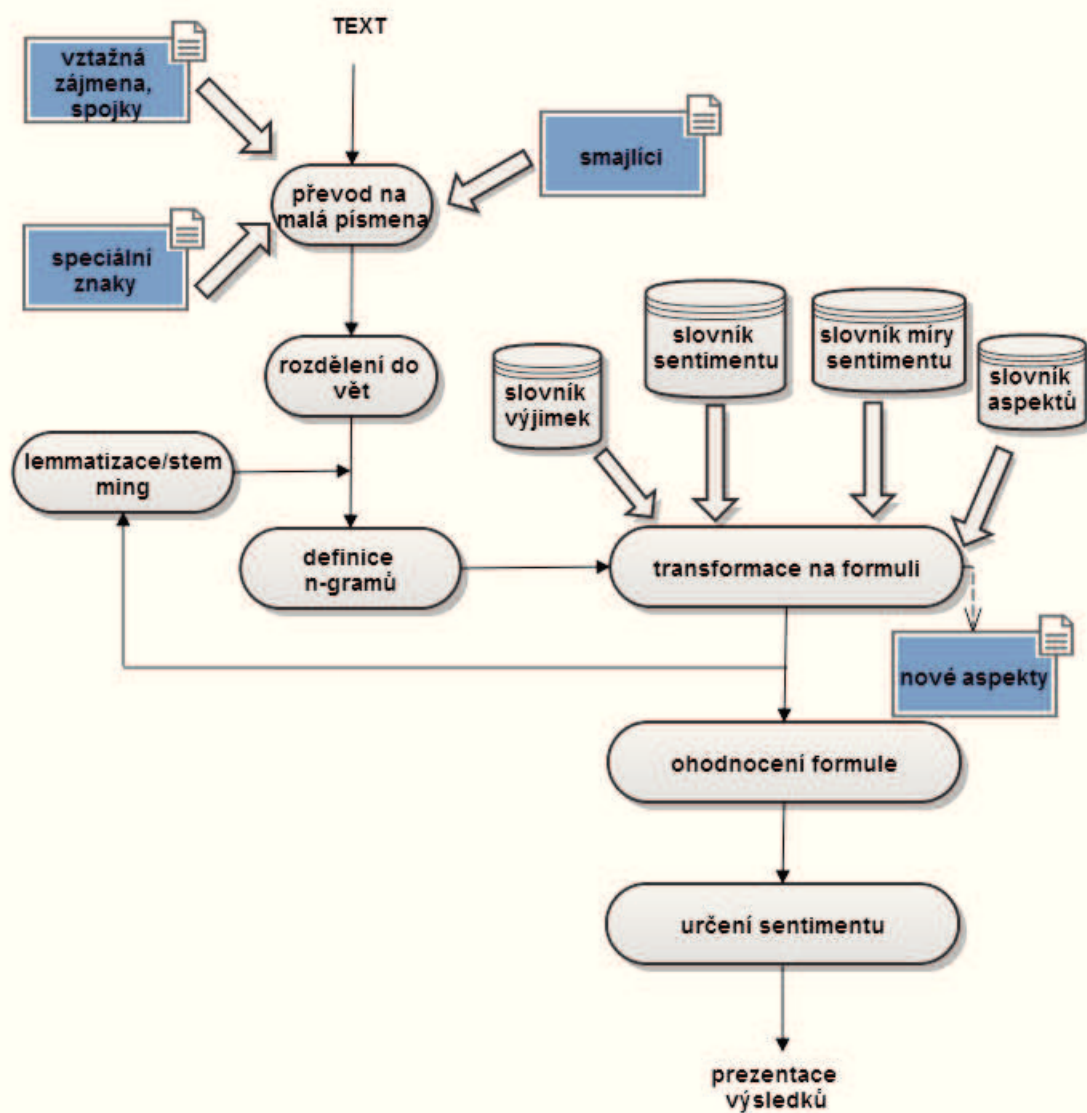 TEXT
vztažná
zájmena,
spojky
smajlíci
převod na
malá písmena
speciální
znaky
rozdělení do
vět
slovník
výjimek
slovník
sentimentu
slovník míry
sentimentu
slovník
aspektů
lemmatizace/stem
ming
definice
n-gramů
transformace na formuli
nové aspekty
ohodnocení formule
určení sentimentu
prezentace
výsledků